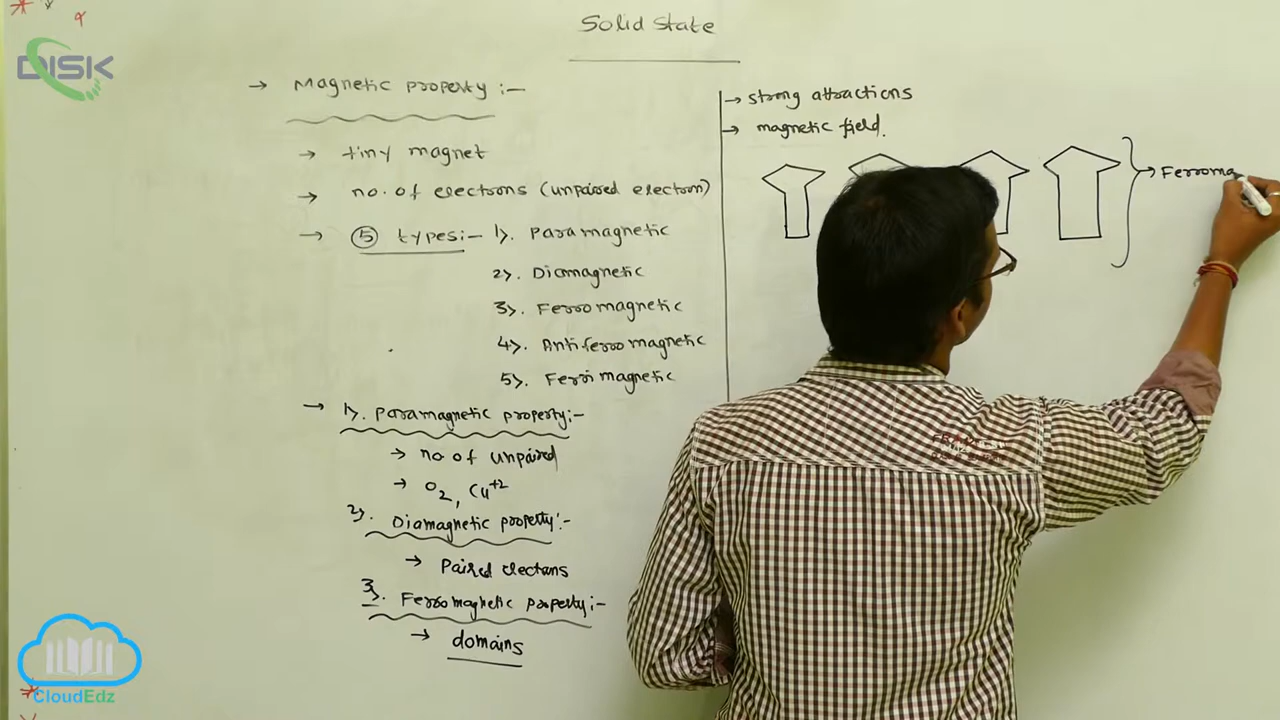 Solid State
DISK
→ Magnetic property:-
→ tiny magnet
→ no. of electrons (unpaired electron)
→ 5 types:- 1). Paramagnetic
2). Diamagnetic
3). Ferromagnetic
4). Antiferromagnetic
5). Ferrimagnetic
→ 1). Paramagnetic property:-
→ no of unpaired
→ O2, Cu+2
2). Diamagnetic property:-
→ Paired electrons
3). Ferromagnetic property:-
→ domains
→ strong attractions
→ magnetic field.
→ Ferromag
CloudEdz